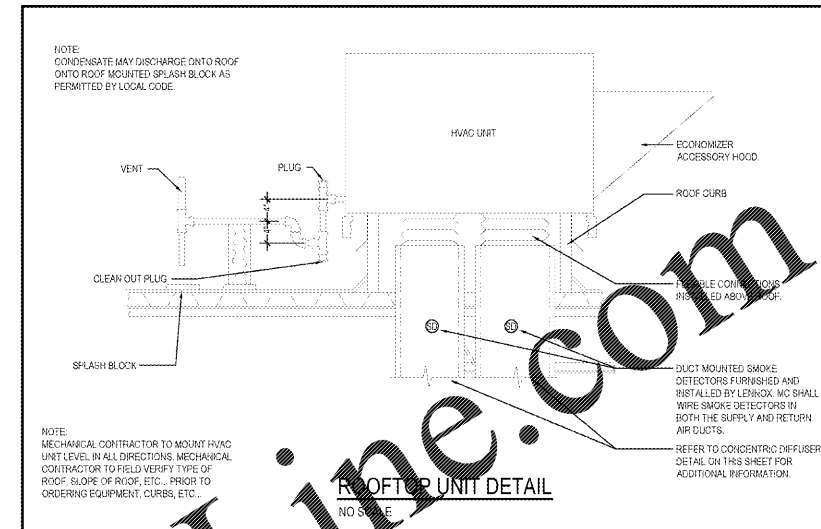 NOTE:
CONDENSATE MAY DISCHARGE ONTO ROOF
ONTO ROOF MOUNTED SPLASH BLOCK AS
PERMITTED BY LOCAL CODE.
HVAC UNIT
ECONOMIZER
ACCESSORY HOOD.
VENT
PLUG
ROOF CURB
CLEAN OUT PLUG
FLEXIBLE CONNECTIONS
INSTALLED ABOVE ROOF.
SD
SD
SPLASH BLOCK
DUCT MOUNTED SMOKE
DETECTORS FURNISHED AND
INSTALLED BY LENNOX. MC SHALL
WIRE SMOKE DETECTORS IN
BOTH THE SUPPLY AND RETURN
AIR DUCTS.
NOTE:
MECHANICAL CONTRACTOR TO MOUNT HVAC
UNIT LEVEL IN ALL DIRECTIONS. MECHANICAL
CONTRACTOR TO FIELD VERIFY TYPE OF
ROOF, SLOPE OF ROOF, ETC... PRIOR TO
ORDERING EQUIPMENT, CURBS, ETC...
REFER TO CONCENTRIC DIFFUSER
DETAIL ON THIS SHEET FOR
ADDITIONAL INFORMATION.
ROOFTOP UNIT DETAIL
NO SCALE
Line.com